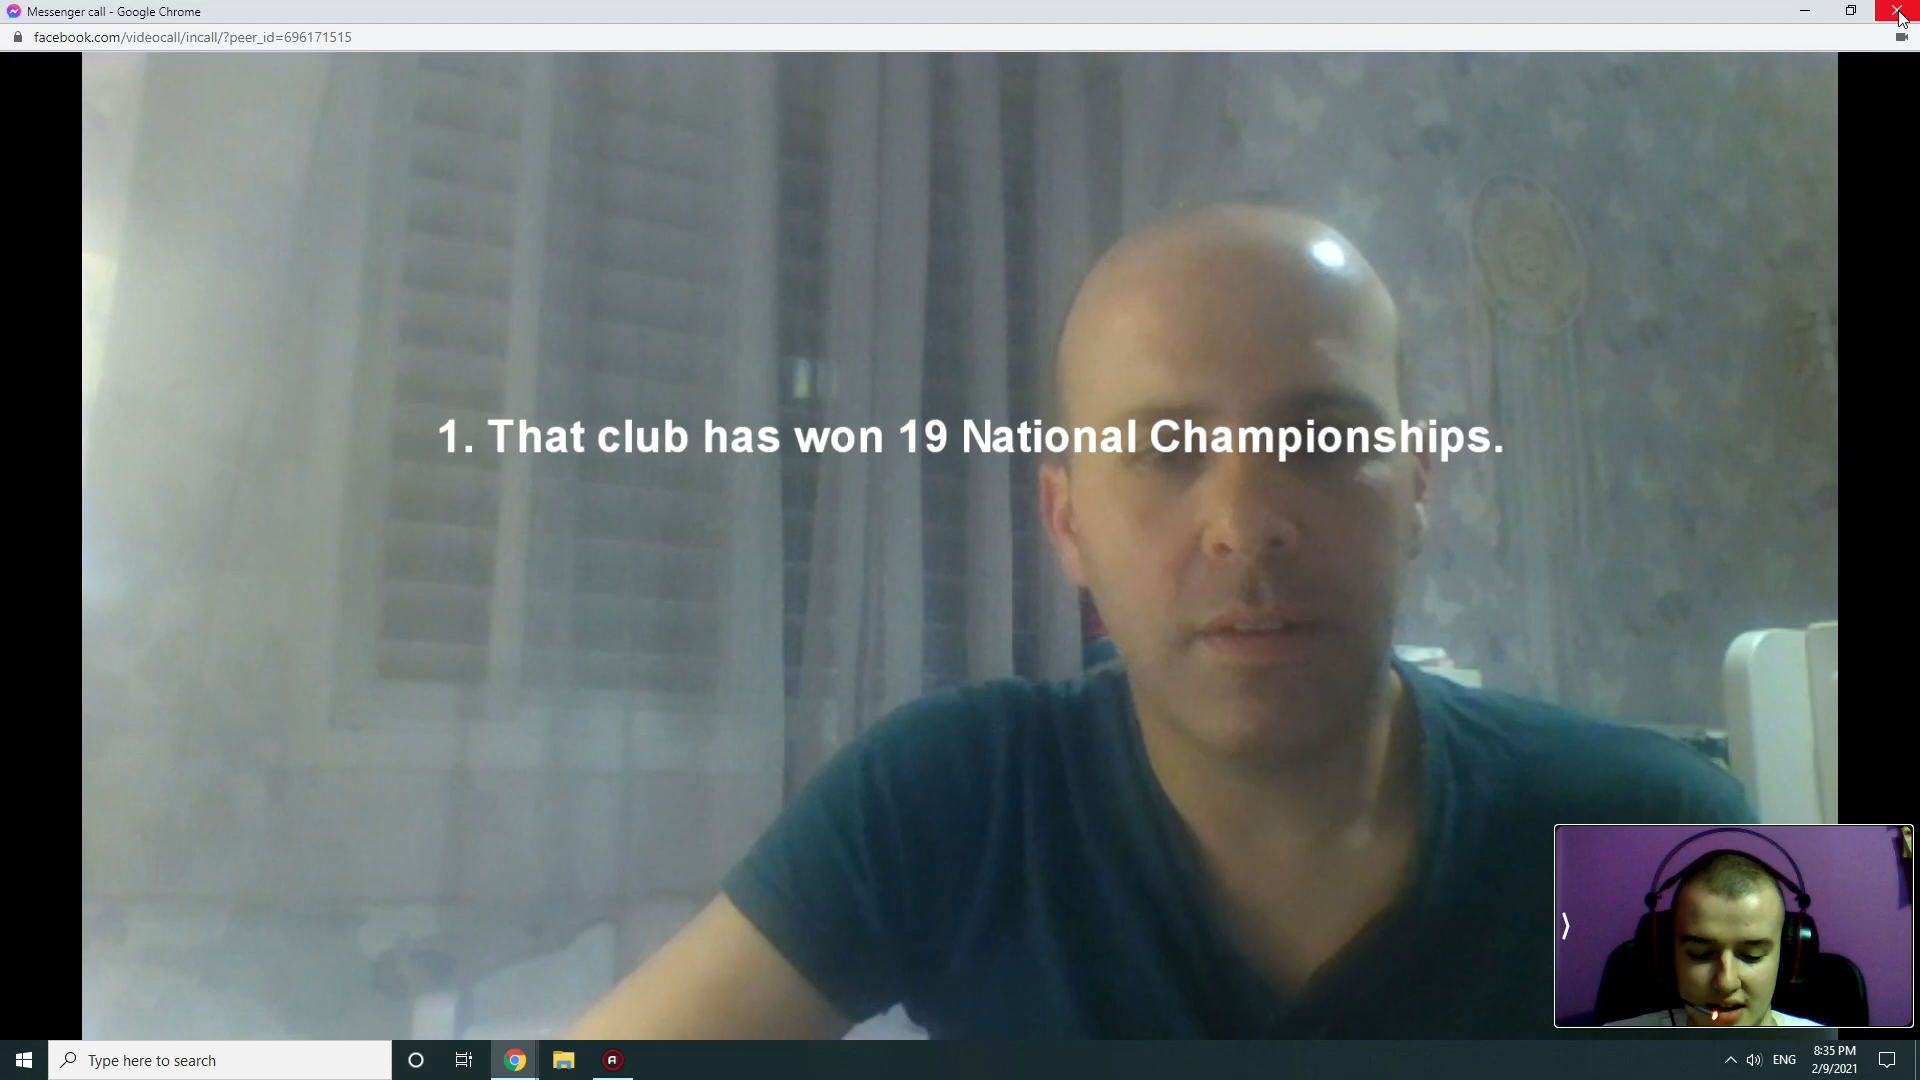 Messenger call - Google Chrome
facebook.com/videocall/incall/?peer_id=696171515
1. That club has won 19 National Championships.
Type here to search
ENG
8:35 PM
2/9/2021